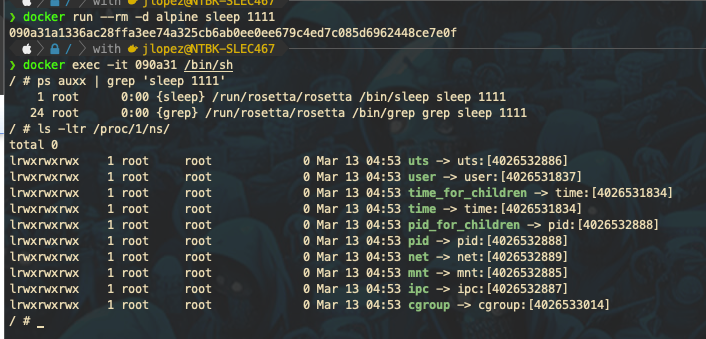 ❯ docker run --rm -d alpine sleep 1111
090a31a1336ac28ffa3ee74a325cb6ab0ee0ee679c4ed7c085d6962448ce7e0f
/ with jlopez@NTBK-SLEC467
❯ docker exec -it 090a31 /bin/sh
/ # ps auxx | grep 'sleep 1111'
1 root 0:00 {sleep} /run/rosetta/rosetta /bin/sleep sleep 1111
24 root 0:00 {grep} /run/rosetta/rosetta /bin/grep grep sleep 1111
/ # ls -ltr /proc/1/ns/
total 0
lrwxrwxrwx 1 root root 0 Mar 13 04:53 uts -> uts:[4026532886]
lrwxrwxrwx 1 root root 0 Mar 13 04:53 user -> user:[4026531837]
lrwxrwxrwx 1 root root 0 Mar 13 04:53 time_for_children -> time:[4026531834]
lrwxrwxrwx 1 root root 0 Mar 13 04:53 time -> time:[4026531834]
lrwxrwxrwx 1 root root 0 Mar 13 04:53 pid_for_children -> pid:[4026532888]
lrwxrwxrwx 1 root root 0 Mar 13 04:53 pid -> pid:[4026532888]
lrwxrwxrwx 1 root root 0 Mar 13 04:53 net -> net:[4026532889]
lrwxrwxrwx 1 root root 0 Mar 13 04:53 mnt -> mnt:[4026532885]
lrwxrwxrwx 1 root root 0 Mar 13 04:53 ipc -> ipc:[4026532887]
lrwxrwxrwx 1 root root 0 Mar 13 04:53 cgroup -> cgroup:[4026533014]
/ # _